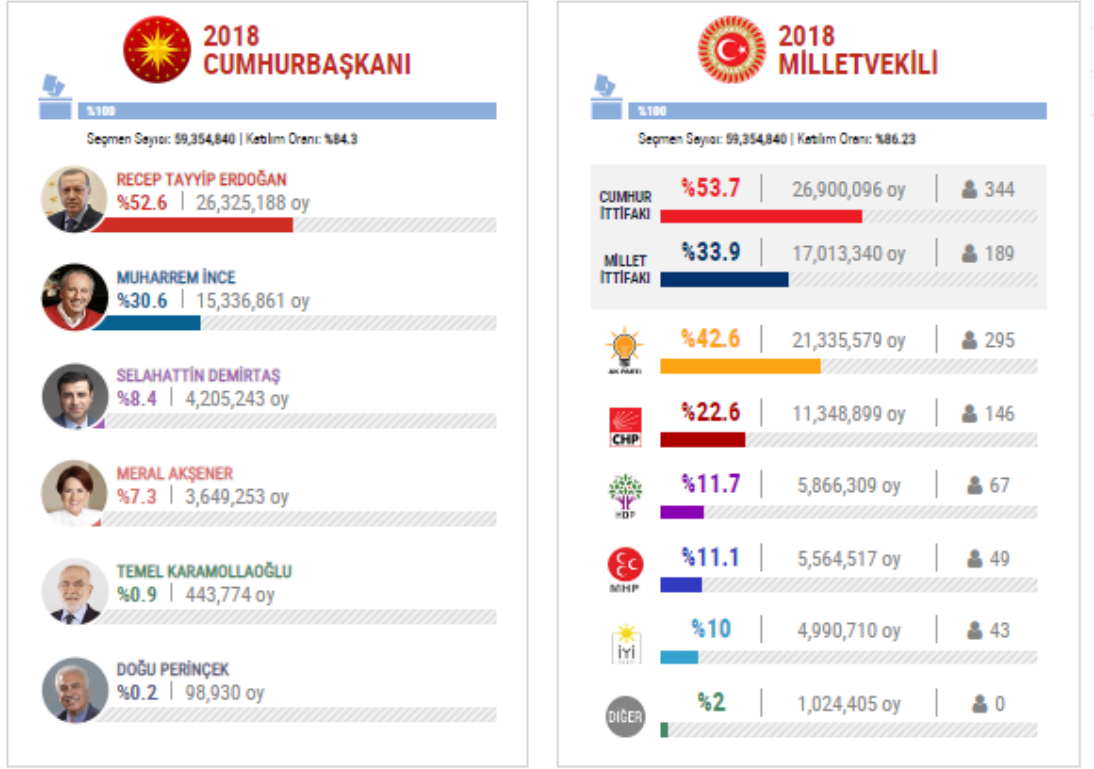 2018
CUMHURBAŞKANI
%100
Seçmen Sayısı: 59,354,840 | Katılım Oranı: %84.3
RECEP TAYYİP ERDOĞAN
%52.6 | 26,325,188 oy
MUHARREM İNCE
%30.6 | 15,336,861 oy
SELAHATTİN DEMİRTAŞ
%8.4 | 4,205,243 oy
MERAL AKŞENER
%7.3 | 3,649,253 oy
TEMEL KARAMOLLAOĞLU
%0.9 | 443,774 oy
DOĞU PERİNÇEK
%0.2 | 98,930 oy
2018
MİLLETVEKİLİ
%100
Seçmen Sayısı: 59,354,840 | Katılım Oranı: %86.23
CUMHUR
İTTİFAKI
%53.7 | 26,900,096 oy | 344
MİLLET
İTTİFAKI
%33.9 | 17,013,340 oy | 189
AK PARTİ
%42.6 | 21,335,579 oy | 295
CHP
%22.6 | 11,348,899 oy | 146
HDP
%11.7 | 5,866,309 oy | 67
MHP
%11.1 | 5,564,517 oy | 49
İYİ
%10 | 4,990,710 oy | 43
DİĞER
%2 | 1,024,405 oy | 0